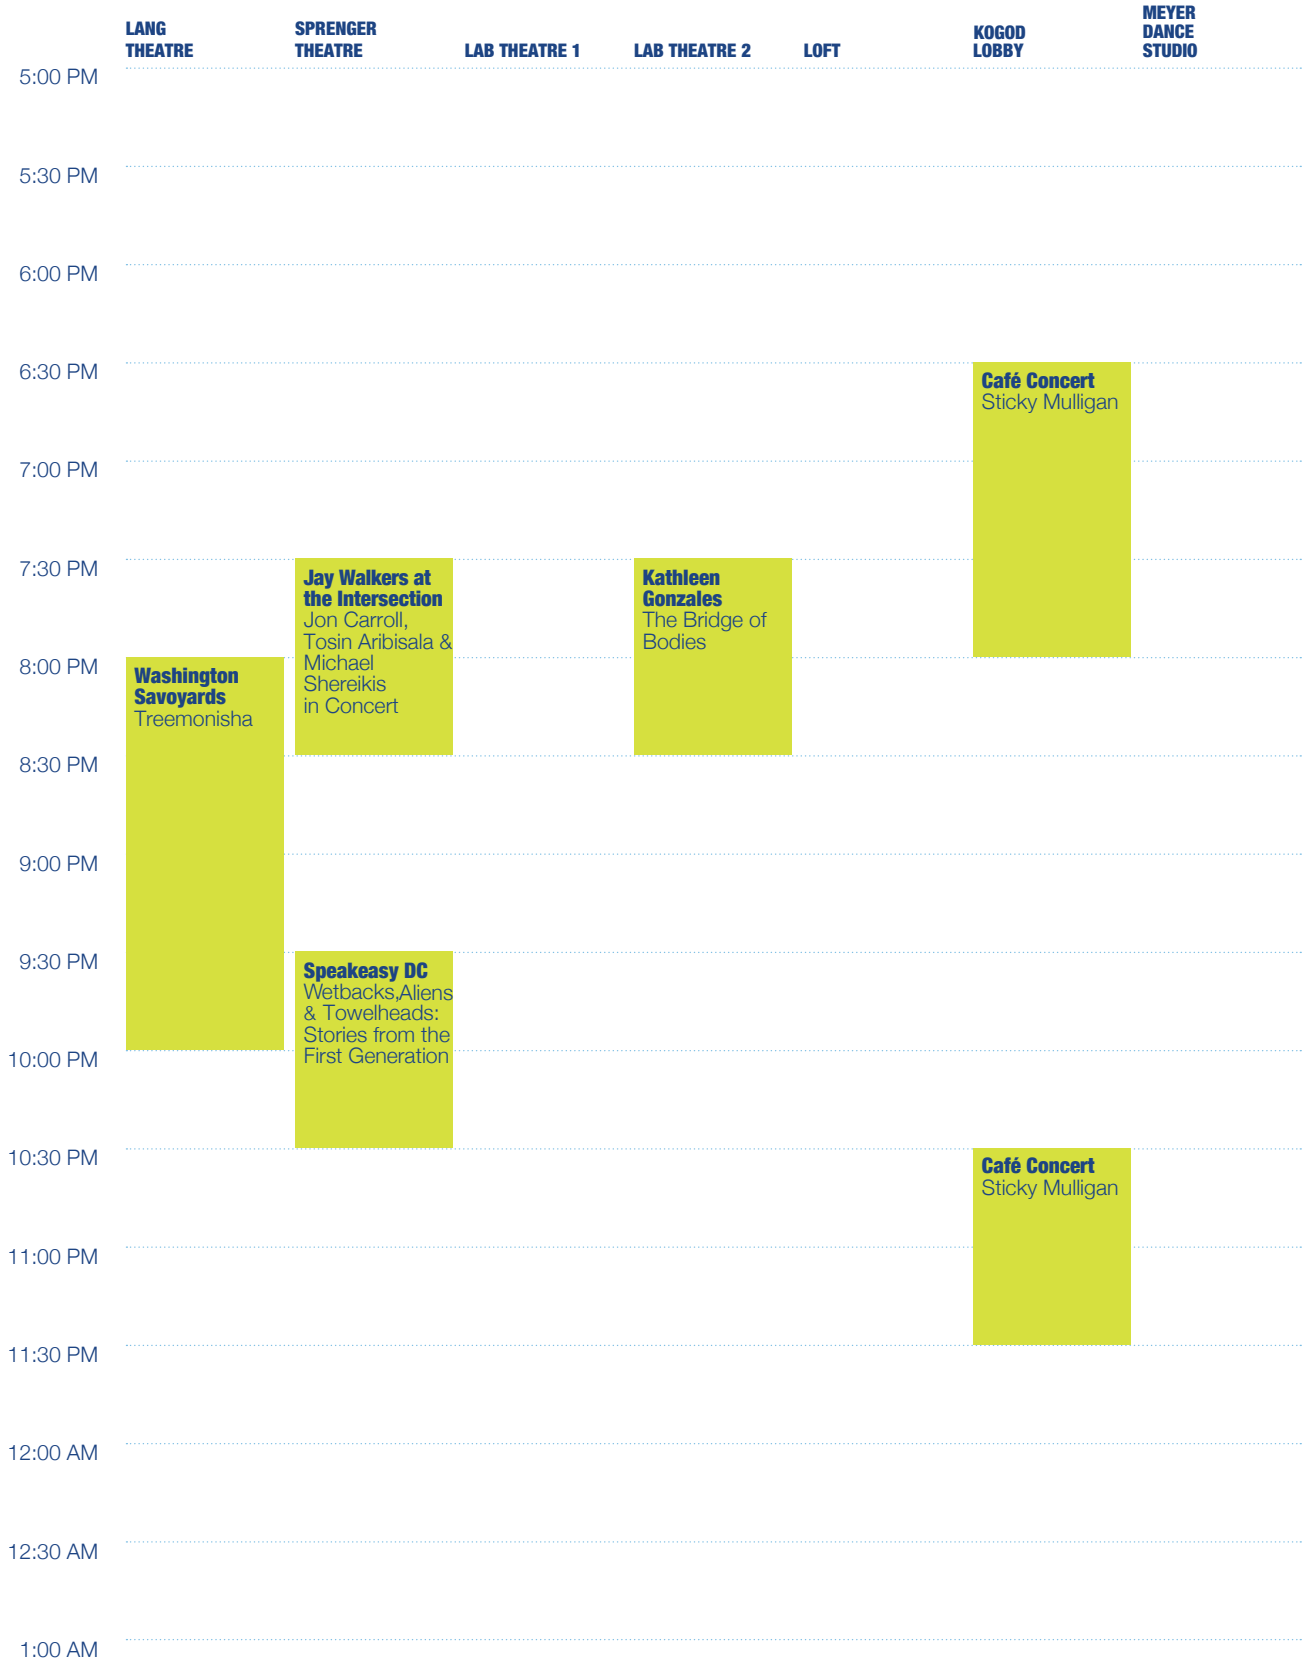 LANG
THEATRE
SPRENGER
THEATRE
LAB THEATRE 1
LAB THEATRE 2
LOFT
KOGOD
LOBBY
MEYER
DANCE
STUDIO
5:00 PM
5:30 PM
6:00 PM
6:30 PM
Café Concert
Sticky Mulligan
7:00 PM
7:30 PM
Jay Walkers at
the Intersection
Jon Carroll,
Tosin Aribisala &
Michael
Shereikis
in Concert
Kathleen
Gonzales
The Bridge of
Bodies
8:00 PM
Washington
Savoyards
Treemonisha
8:30 PM
9:00 PM
9:30 PM
Speakeasy DC
Wetbacks,Aliens
& Towelheads:
Stories from the
First Generation
10:00 PM
10:30 PM
Café Concert
Sticky Mulligan
11:00 PM
11:30 PM
12:00 AM
12:30 AM
1:00 AM